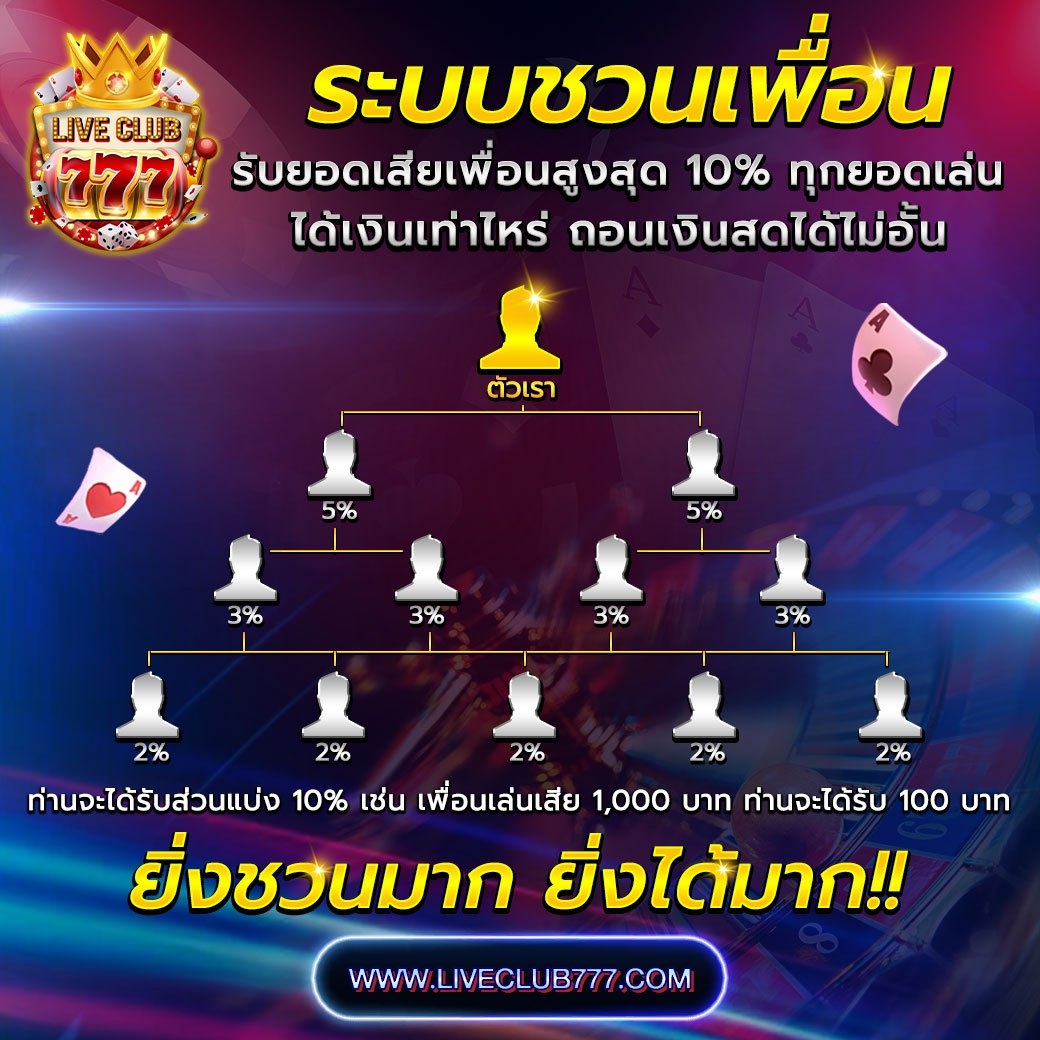 LIVE CLUB
777
ระบบชวนเพื่อน
รับยอดเสียเพื่อนสูงสุด 10% ทุกยอดเล่น
ได้เงินเท่าไหร่ ถอนเงินสดได้ไม่อั้น
ตัวเรา
5% 5%
3% 3% 3% 3%
2% 2% 2% 2% 2%
ท่านจะได้รับส่วนแบ่ง 10% เช่น เพื่อนเล่นเสีย 1,000 บาท ท่านจะได้รับ 100 บาท
ยิ่งชวนมาก ยิ่งได้มาก!!
WWW.LIVECLUB777.COM